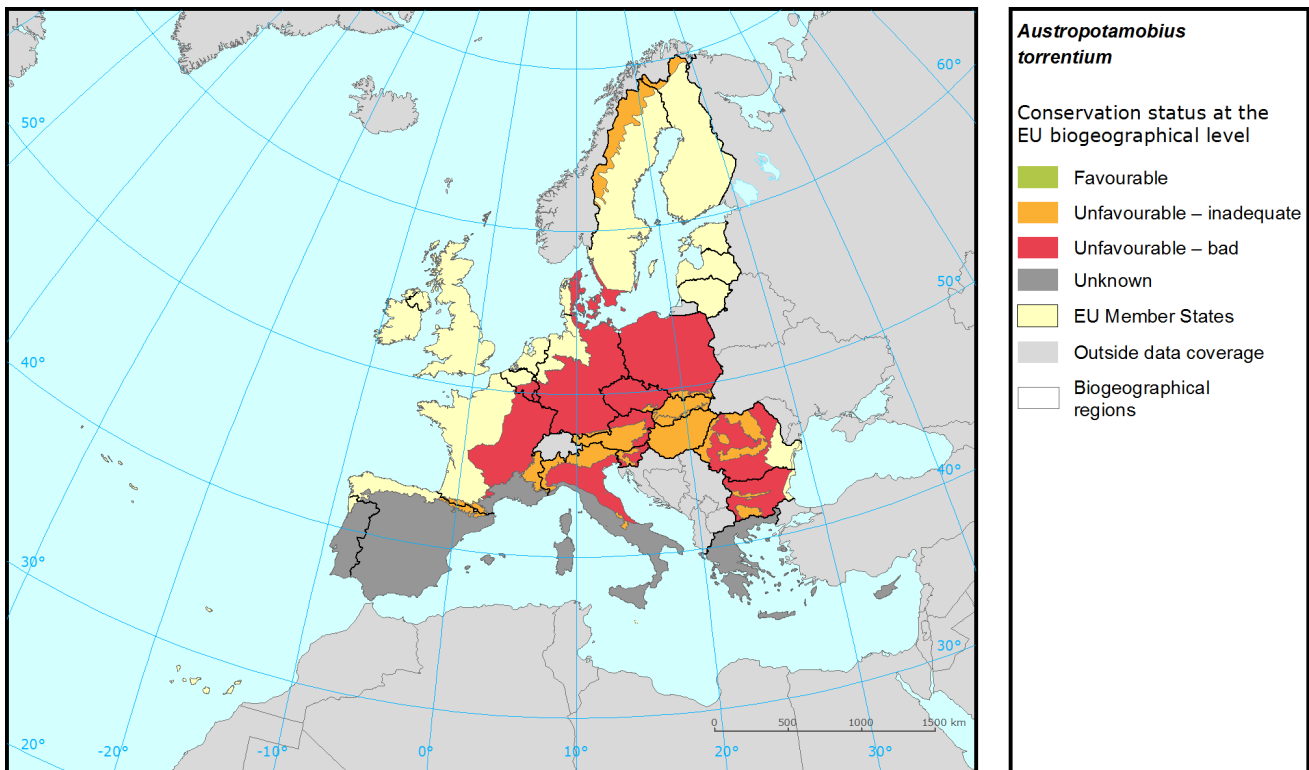 Austropotamobius
torrentium
Conservation status at the
EU biogeographical level
Favourable
Unfavourable – inadequate
Unfavourable – bad
Unknown
EU Member States
Outside data coverage
Biogeographical
regions
60°
50°
50°
40°
40°
30°
30°
20°
-20°
-10°
0°
10°
20°
30°
0 500 1000 1500 km